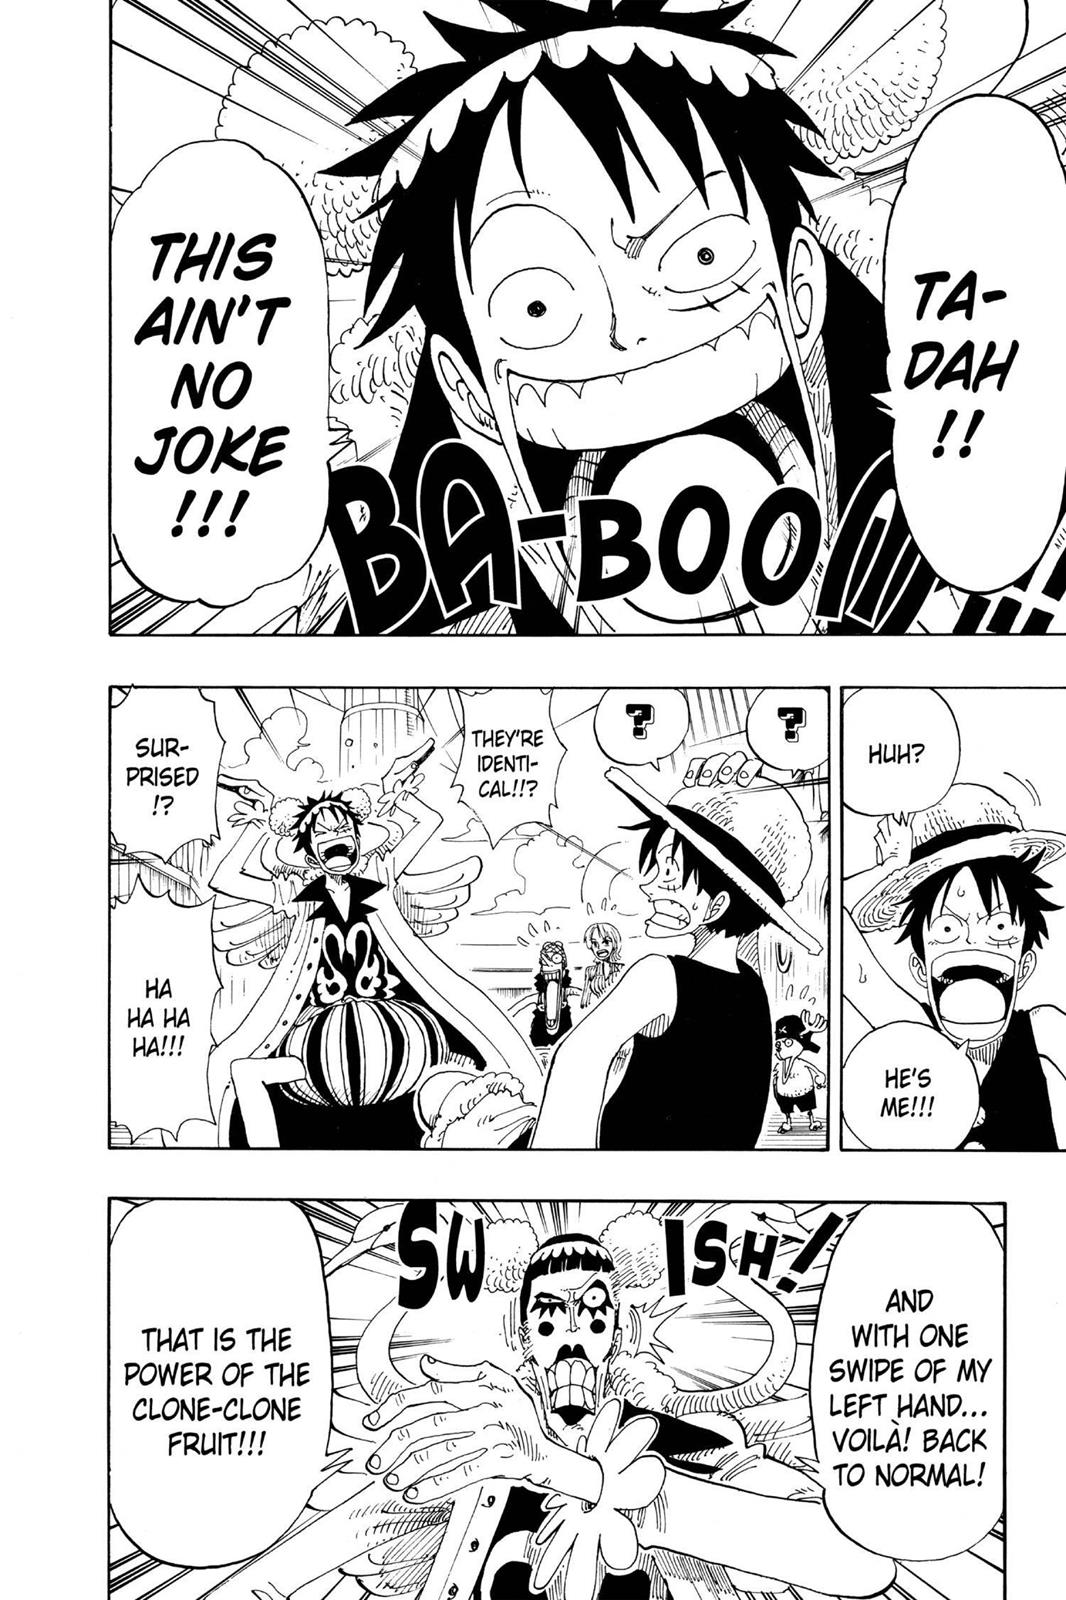 TA-
DAH
!!
THIS
AIN'T
NO
JOKE
!!!
BA-BOOM!!!
HUH?
HE'S
ME!!!
?
?
THEY'RE
IDENTI-
CAL!!?
SUR-
PRISED
!?
HA
HA HA
HA!!!
AND
WITH ONE
SWIPE OF MY
LEFT HAND...
VOILÀ! BACK
TO NORMAL!
SWISH!
THAT IS THE
POWER OF THE
CLONE-CLONE
FRUIT!!!